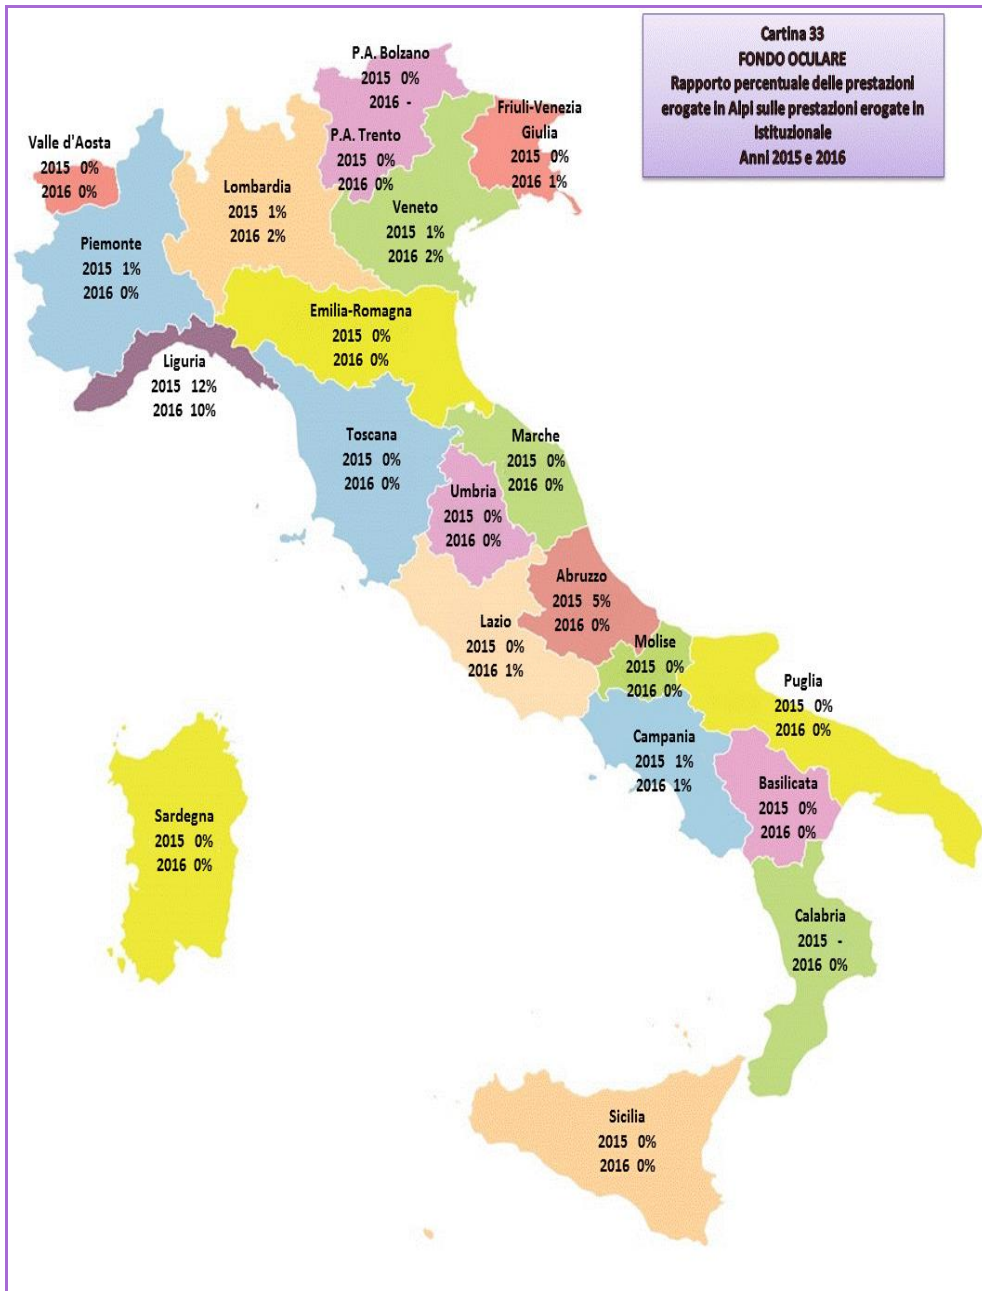 Cartina 33
FONDO OCULARE
Rapporto percentuale delle prestazioni
erogate in Alpi sulle prestazioni erogate in
Istituzionale
Anni 2015 e 2016
P.A. Bolzano
2015 0%
2016 -
Friuli-Venezia
Giulia
2015 0%
2016 1%
P.A. Trento
2015 0%
2016 0%
Valle d'Aosta
2015 0%
2016 0%
Lombardia
2015 1%
2016 2%
Veneto
2015 1%
2016 2%
Piemonte
2015 1%
2016 0%
Emilia-Romagna
2015 0%
2016 0%
Liguria
2015 12%
2016 10%
Toscana
2015 0%
2016 0%
Marche
2015 0%
2016 0%
Umbria
2015 0%
2016 0%
Abruzzo
2015 5%
2016 0%
Lazio
2015 0%
2016 1%
Molise
2015 0%
2016 0%
Puglia
2015 0%
2016 0%
Campania
2015 1%
2016 1%
Basilicata
2015 0%
2016 0%
Sardegna
2015 0%
2016 0%
Calabria
2015 -
2016 0%
Sicilia
2015 0%
2016 0%